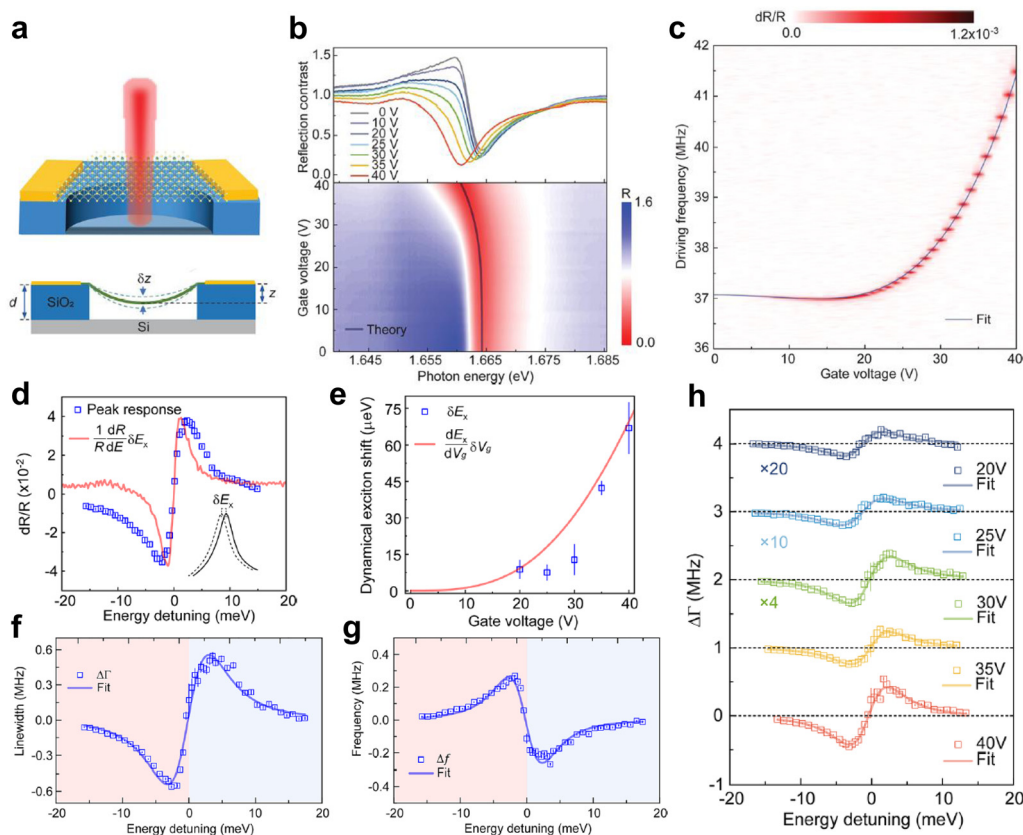 a
δz
d
SiO₂
z
Si
b
Reflection contrast
1.5
1.0
0.5
0 V
10 V
20 V
25 V
30 V
35 V
40 V
Gate voltage (V)
30
20
10
0
Theory
R
1.6
0.0
1.645
1.655
1.665
1.675
1.685
Photon energy (eV)
c
dR/R
0.0
1.2x10⁻³
Driving frequency (MHz)
42
41
40
39
38
37
36
Fit
0
10
20
30
40
Gate voltage (V)
d
dR/R (x10⁻²)
4
2
0
-2
-4
Peak response
1 dR
R dE δEₓ
δEₓ
-20
-10
0
10
20
Energy detuning (meV)
e
Dynamical exciton shift (μeV)
75
60
45
30
15
0
δEₓ
dEₓ
dV_g δV_g
0
10
20
30
40
Gate voltage (V)
f
Linewidth (MHz)
0.6
0.3
0.0
-0.3
-0.6
ΔΓ
Fit
-20
-10
0
10
20
Energy detuning (meV)
g
Frequency (MHz)
0.4
0.2
0.0
-0.2
-0.4
Δf
Fit
-20
-10
0
10
20
Energy detuning (meV)
h
ΔΓ (MHz)
4
3
2
1
0
-1
×20
20V
Fit
×10
25V
Fit
×4
30V
Fit
35V
Fit
40V
Fit
-20
-10
0
10
20
Energy detuning (meV)